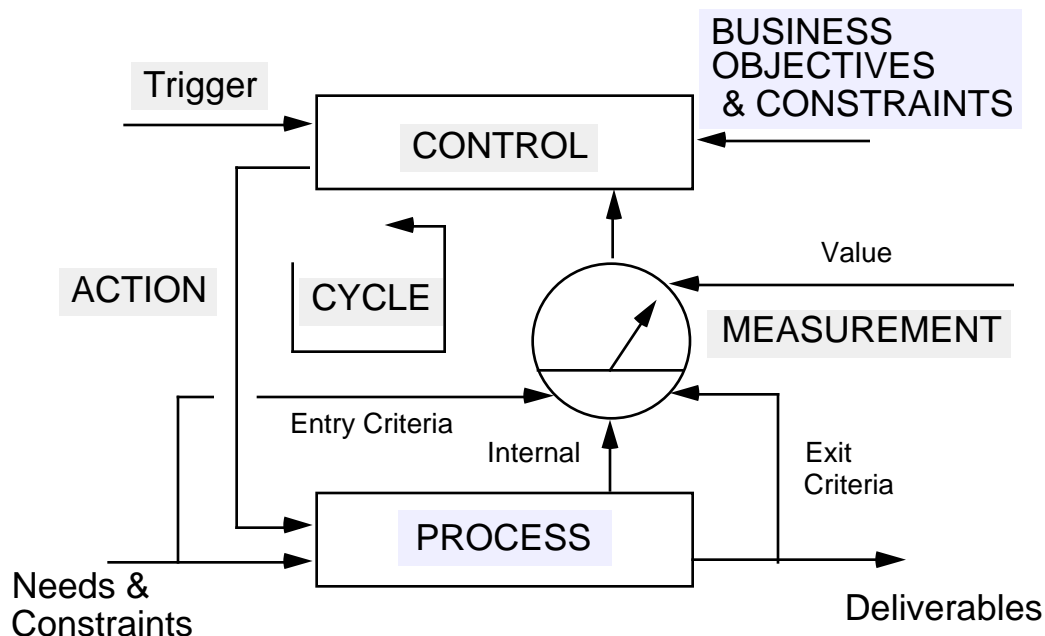 BUSINESS
OBJECTIVES
& CONSTRAINTS
Trigger
CONTROL
Value
ACTION
CYCLE
MEASUREMENT
Entry Criteria
Internal
Exit
Criteria
PROCESS
Needs &
Constraints
Deliverables